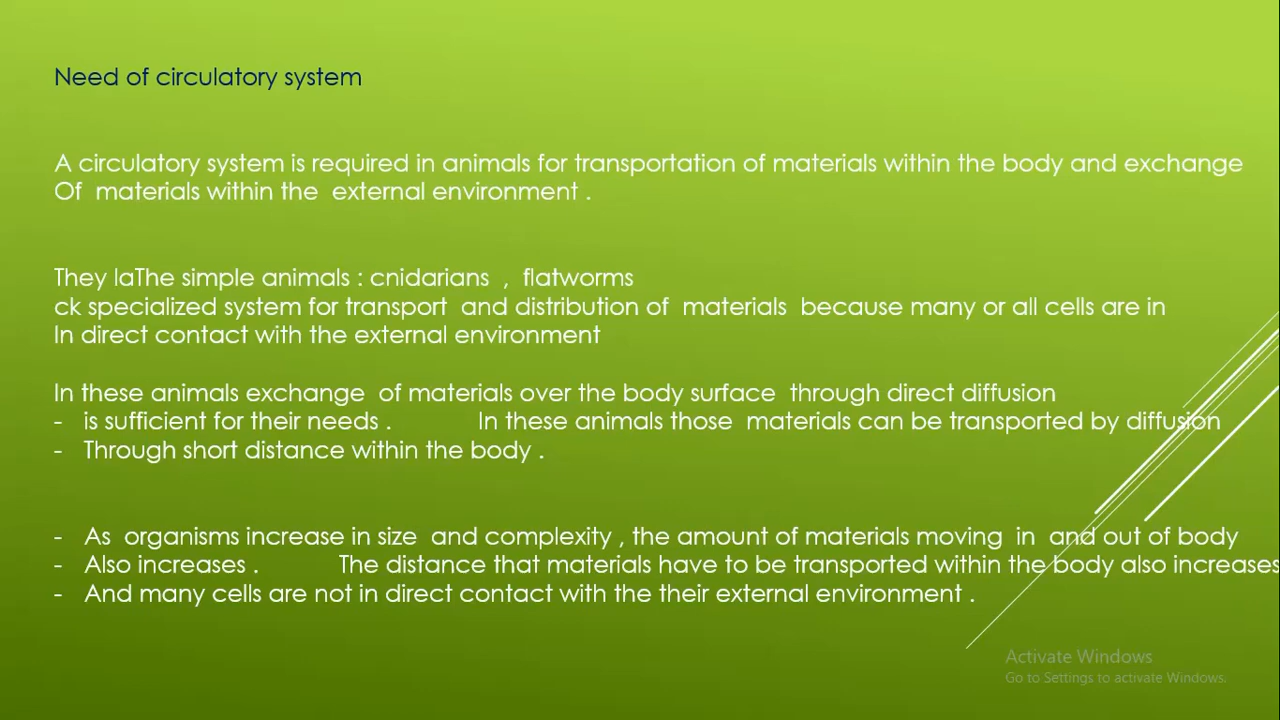 Need of circulatory system
A circulatory system is required in animals for transportation of materials within the body and exchange
Of materials within the external environment .
They laThe simple animals : cnidarians , flatworms
ck specialized system for transport and distribution of materials because many or all cells are in
In direct contact with the external environment
In these animals exchange of materials over the body surface through direct diffusion
- is sufficient for their needs . In these animals those materials can be transported by diffusion
- Through short distance within the body .
- As organisms increase in size and complexity , the amount of materials moving in and out of body
- Also increases . The distance that materials have to be transported within the body also increases
- And many cells are not in direct contact with the their external environment .
Activate Windows
Go to Settings to activate Windows.